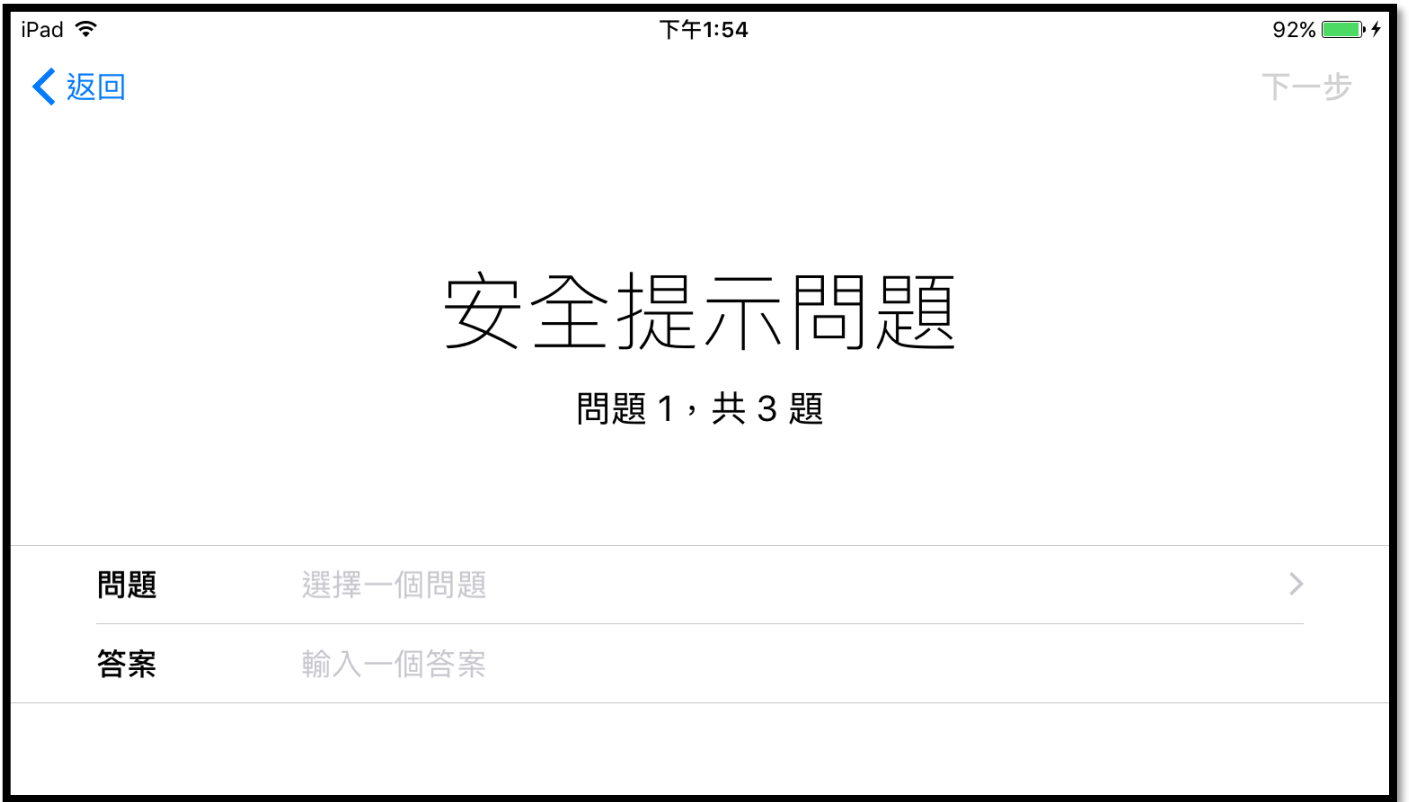 iPad 下午1:54 92%
返回 下一步
安全提示問題
問題 1，共 3 題
問題 選擇一個問題
答案 輸入一個答案